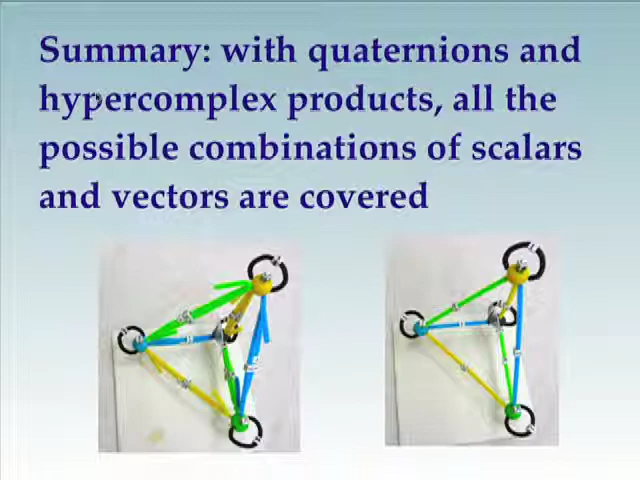 Summary: with quaternions and
hypercomplex products, all the
possible combinations of scalars
and vectors are covered